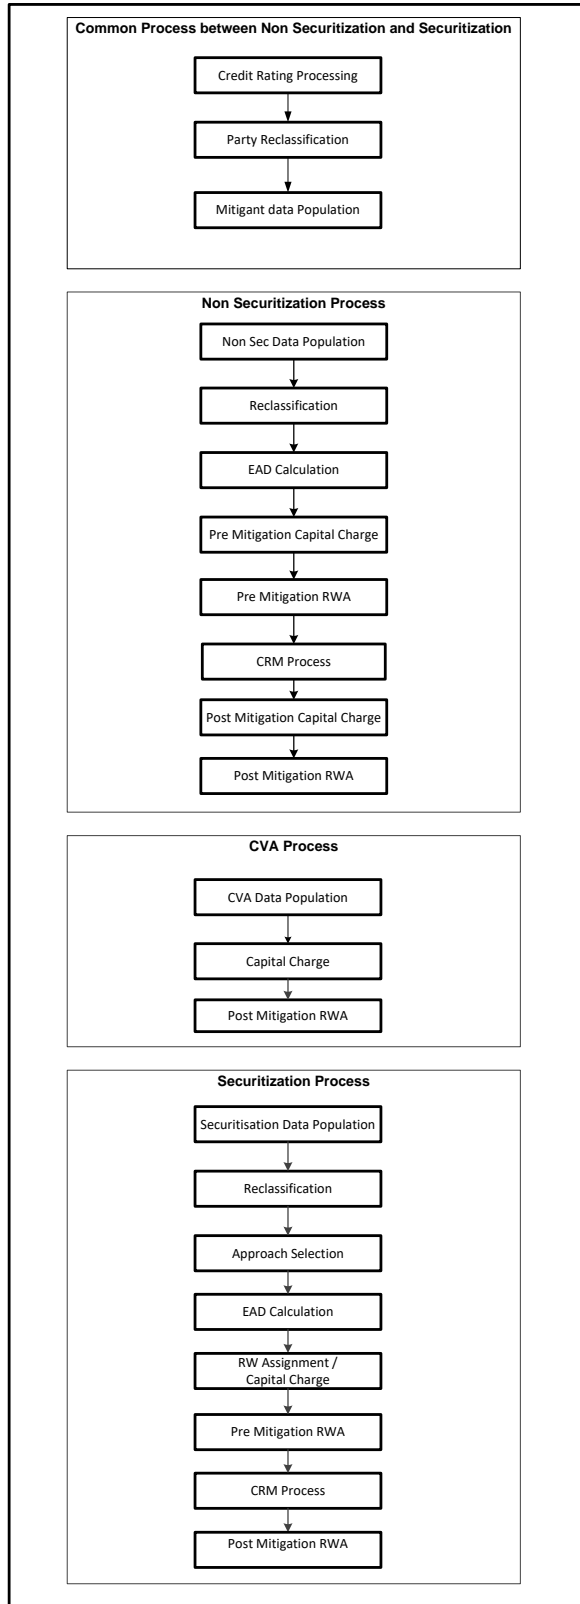 Common Process between Non Securitization and Securitization
Credit Rating Processing
Party Reclassification
Mitigant data Population
Non Securitization Process
Non Sec Data Population
Reclassification
EAD Calculation
Pre Mitigation Capital Charge
Pre Mitigation RWA
CRM Process
Post Mitigation Capital Charge
Post Mitigation RWA
CVA Process
CVA Data Population
Capital Charge
Post Mitigation RWA
Securitization Process
Securitisation Data Population
Reclassification
Approach Selection
EAD Calculation
RW Assignment /
Capital Charge
Pre Mitigation RWA
CRM Process
Post Mitigation RWA